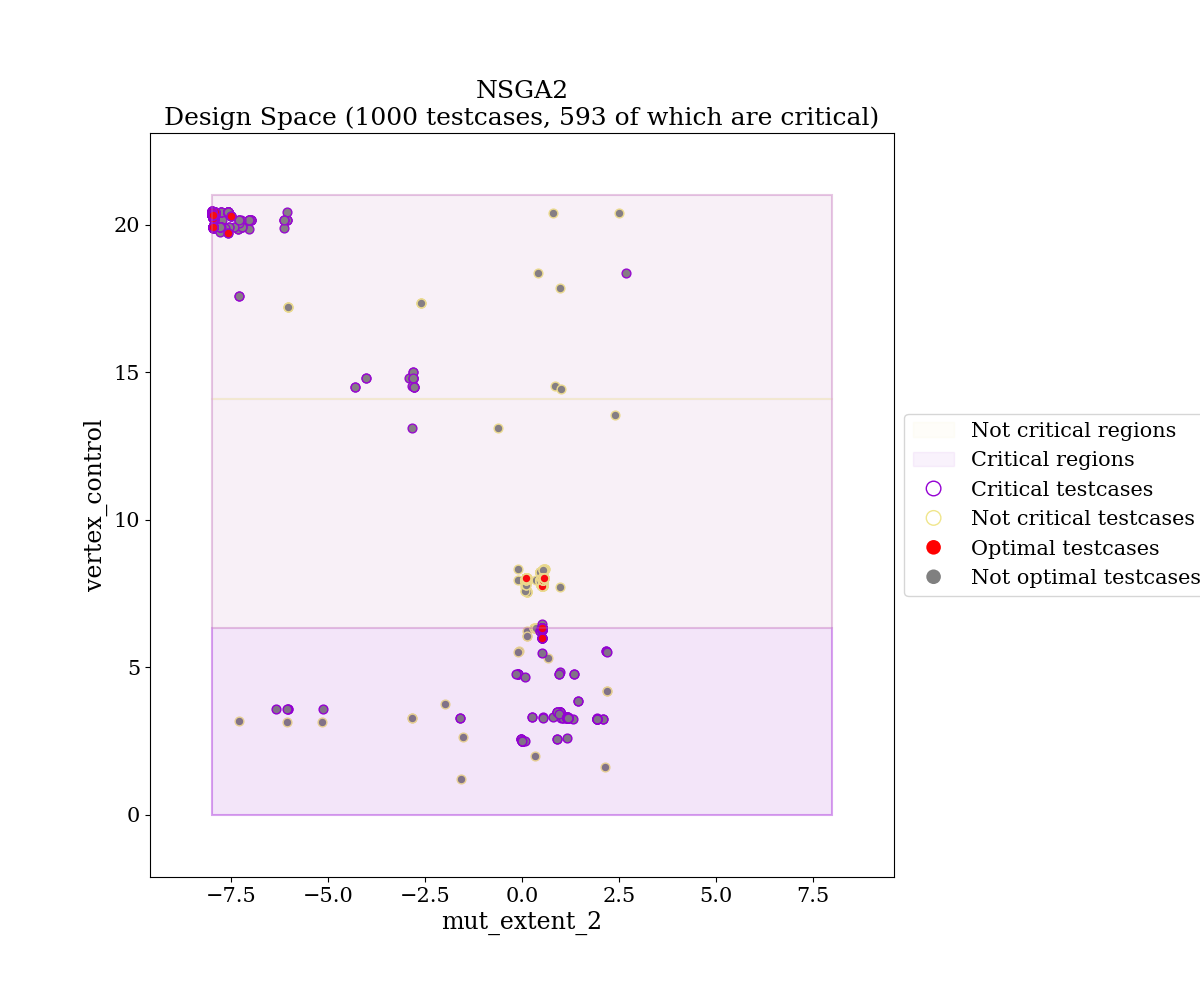 NSGA2
Design Space (1000 testcases, 593 of which are critical)
vertex_control
20
15
10
5
0
−7.5
−5.0
−2.5
0.0
2.5
5.0
7.5
mut_extent_2
Not critical regions
Critical regions
Critical testcases
Not critical testcases
Optimal testcases
Not optimal testcases